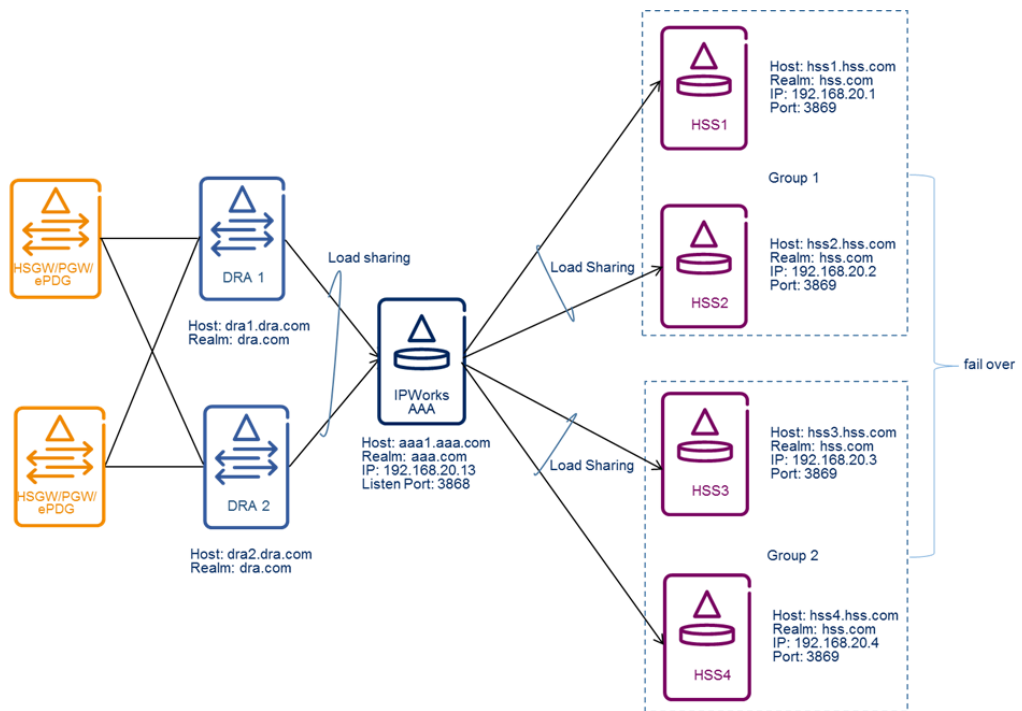 HSGW/PGW/
ePDG
HSGW/PGW/
ePDG
DRA 1
Host: dra1.dra.com
Realm: dra.com
DRA 2
Host: dra2.dra.com
Realm: dra.com
Load sharing
IPWorks
AAA
Host: aaa1.aaa.com
Realm: aaa.com
IP: 192.168.20.13
Listen Port: 3868
Load Sharing
Load Sharing
HSS1
Host: hss1.hss.com
Realm: hss.com
IP: 192.168.20.1
Port: 3869
Group 1
HSS2
Host: hss2.hss.com
Realm: hss.com
IP: 192.168.20.2
Port: 3869
fail over
HSS3
Host: hss3.hss.com
Realm: hss.com
IP: 192.168.20.3
Port: 3869
Group 2
HSS4
Host: hss4.hss.com
Realm: hss.com
IP: 192.168.20.4
Port: 3869